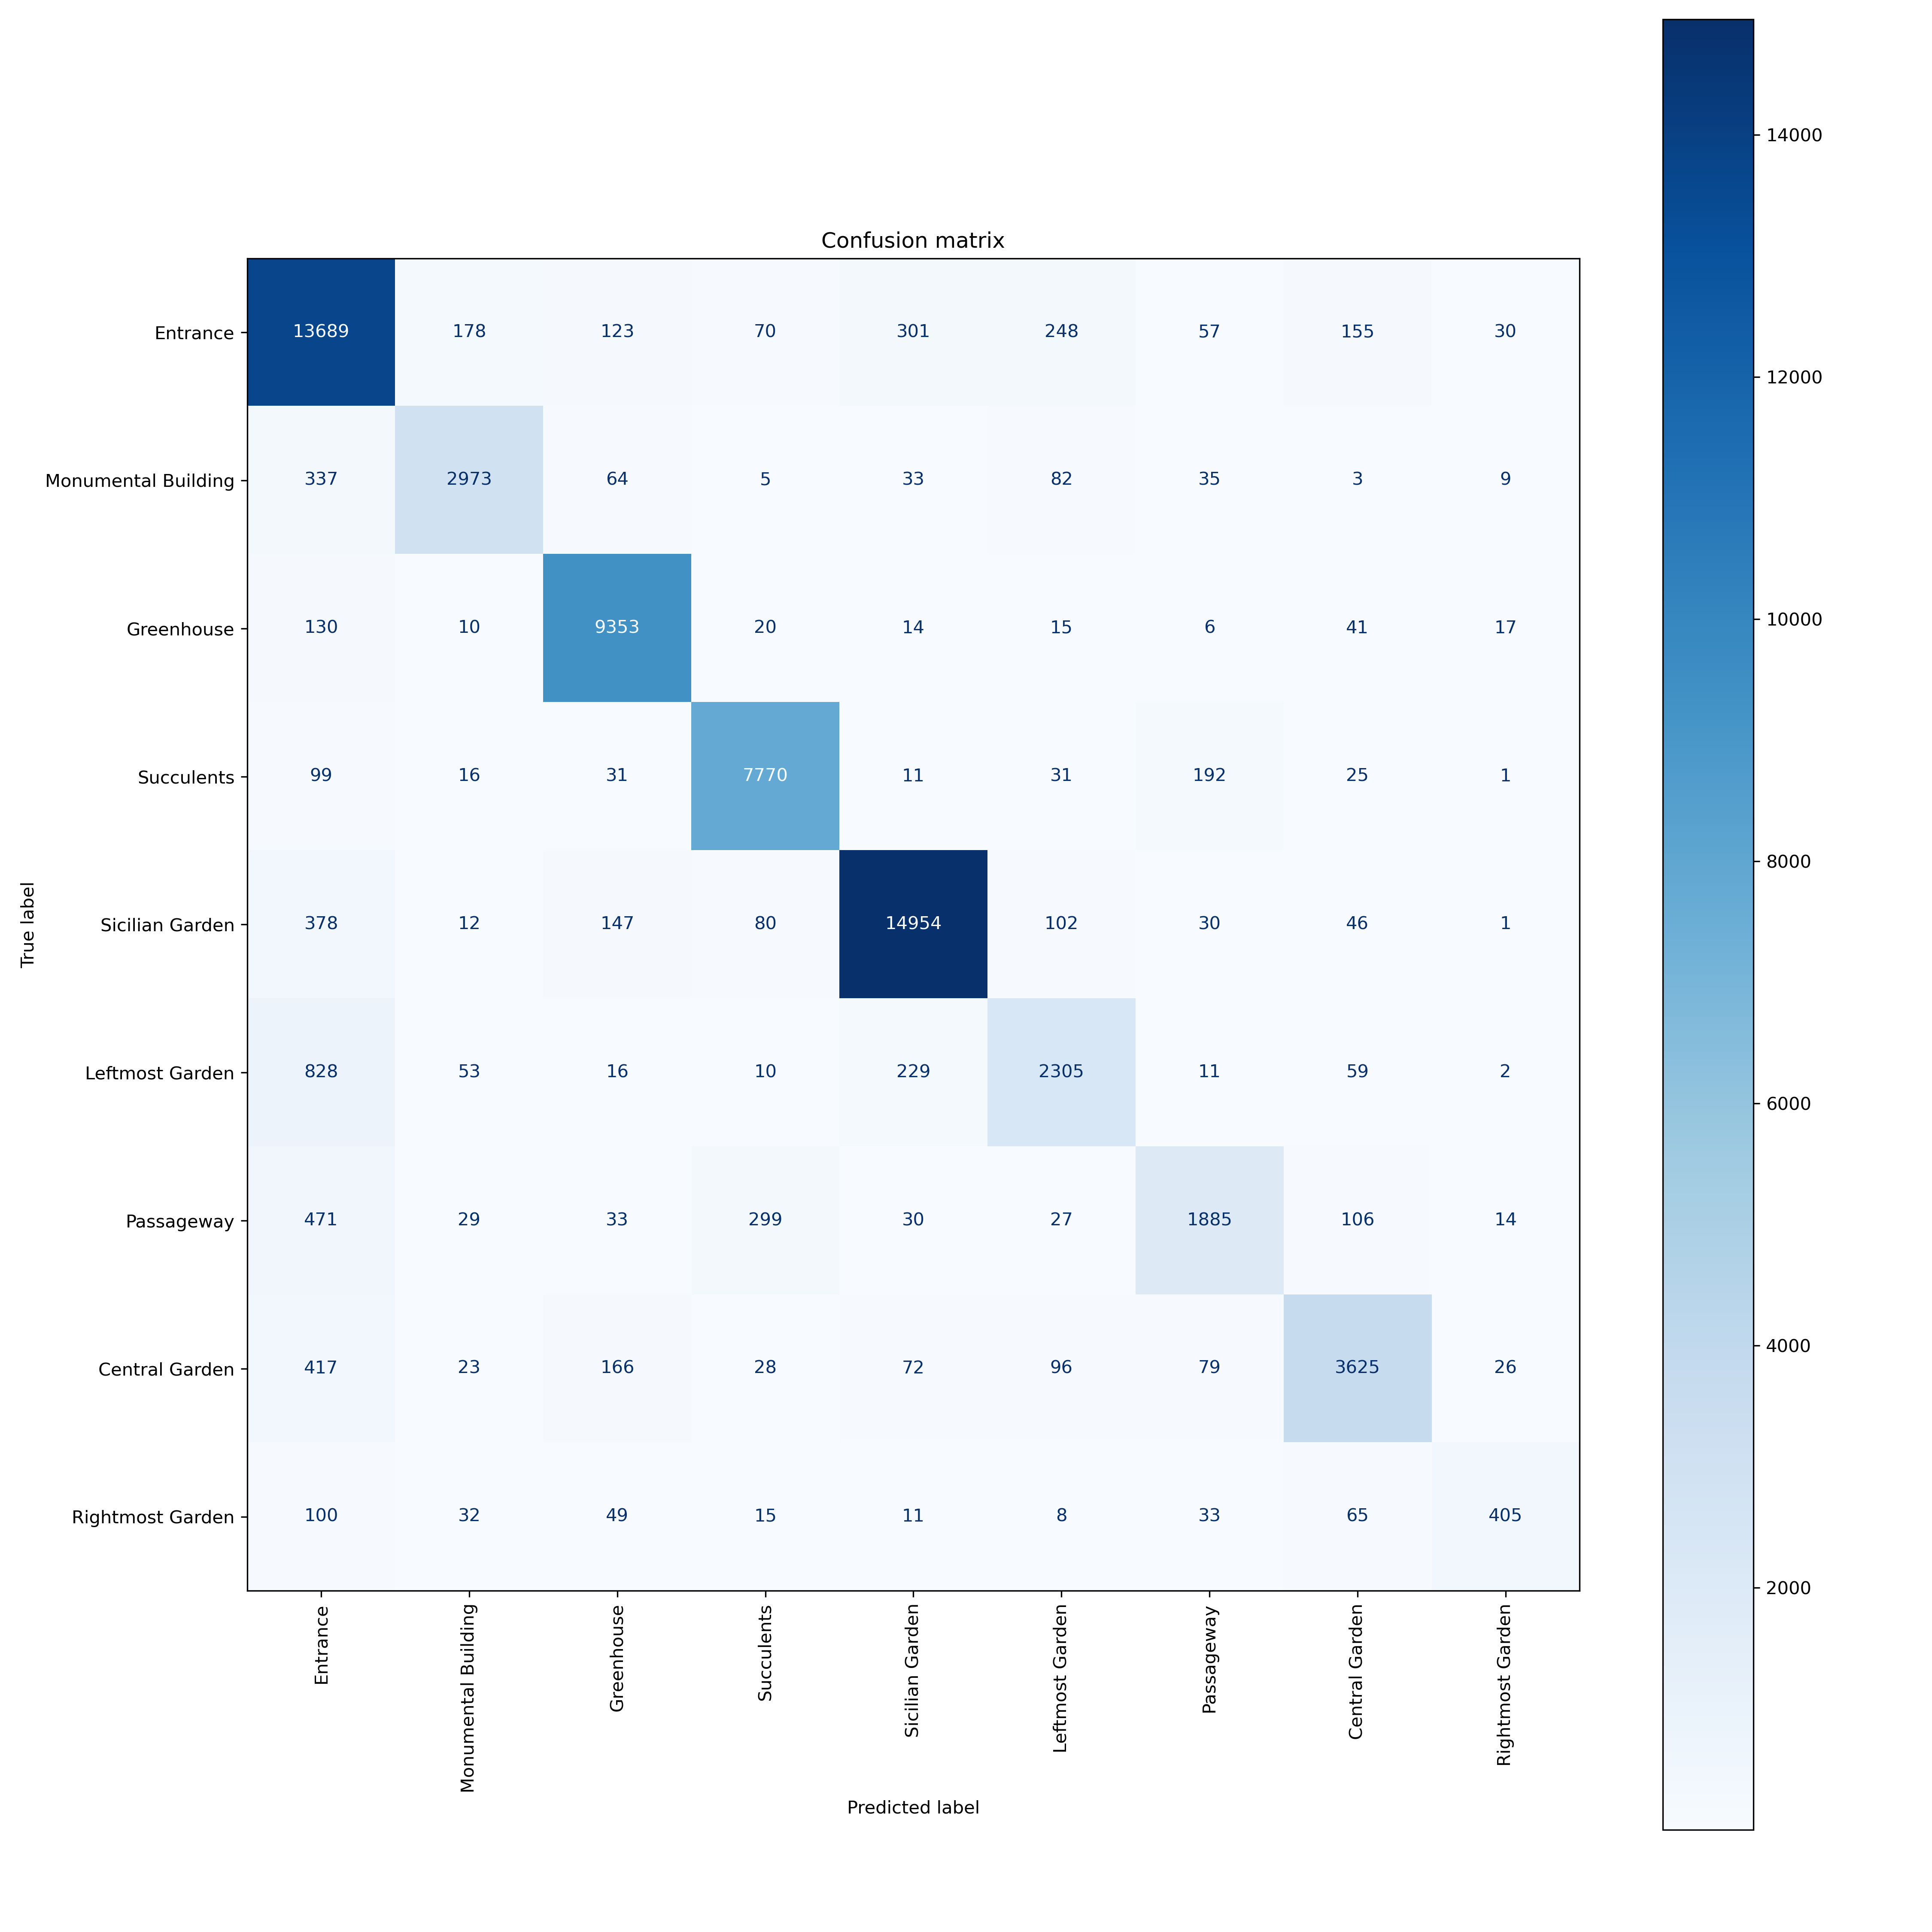 Confusion matrix
Entrance 13689 178 123 70 301 248 57 155 30
Monumental Building 337 2973 64 5 33 82 35 3 9
Greenhouse 130 10 9353 20 14 15 6 41 17
Succulents 99 16 31 7770 11 31 192 25 1
Sicilian Garden 378 12 147 80 14954 102 30 46 1
Leftmost Garden 828 53 16 10 229 2305 11 59 2
Passageway 471 29 33 299 30 27 1885 106 14
Central Garden 417 23 166 28 72 96 79 3625 26
Rightmost Garden 100 32 49 15 11 8 33 65 405
True label
Entrance
Monumental Building
Greenhouse
Succulents
Sicilian Garden
Leftmost Garden
Passageway
Central Garden
Rightmost Garden
Predicted label
14000
12000
10000
8000
6000
4000
2000